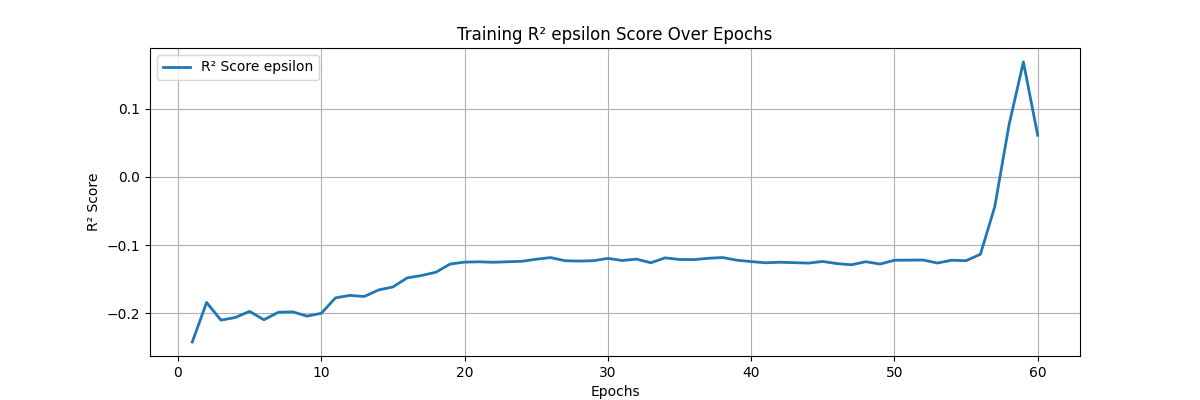 Training R² epsilon Score Over Epochs
R² Score epsilon
R² Score
0.1
0.0
−0.1
−0.2
0 10 20 30 40 50 60
Epochs